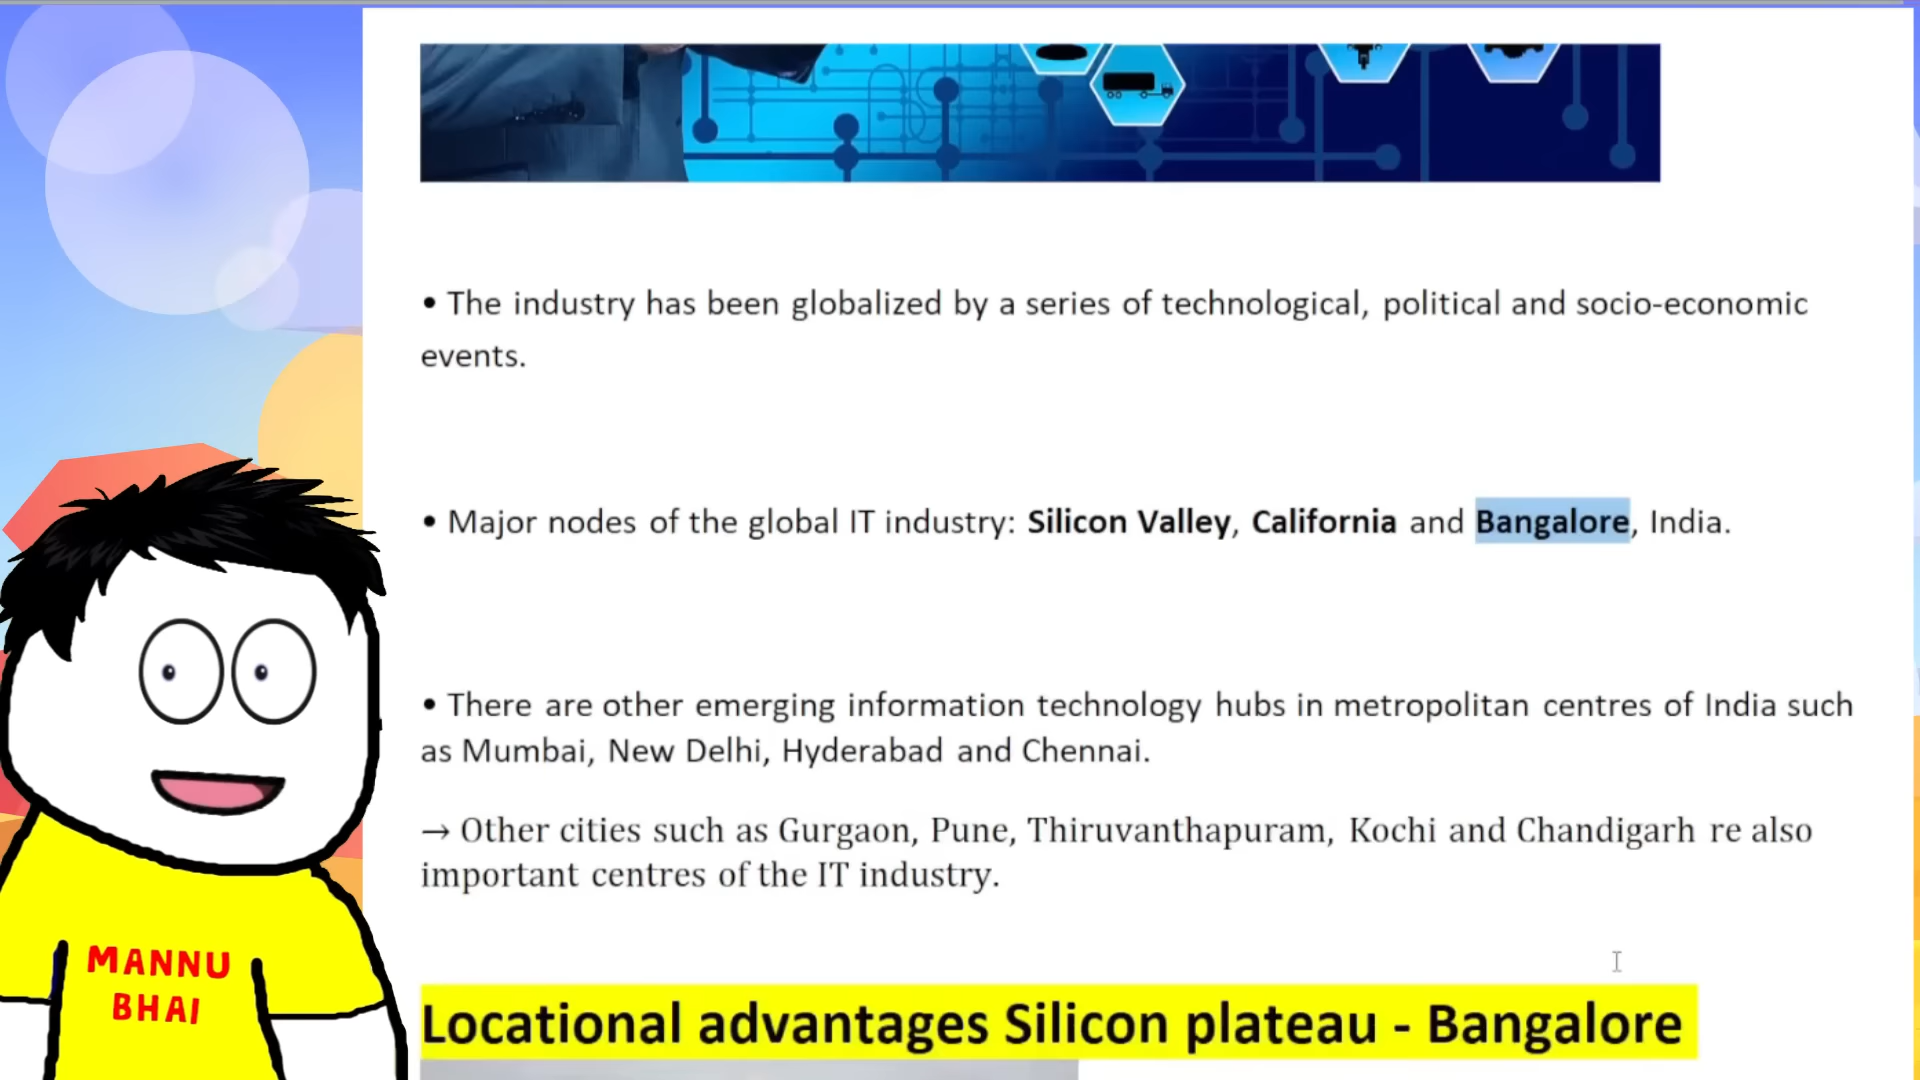 • The industry has been globalized by a series of technological, political and socio-economic
events.
• Major nodes of the global IT industry: Silicon Valley, California and Bangalore, India.
• There are other emerging information technology hubs in metropolitan centres of India such
as Mumbai, New Delhi, Hyderabad and Chennai.
→ Other cities such as Gurgaon, Pune, Thiruvanthapuram, Kochi and Chandigarh re also
important centres of the IT industry.
MANNU
BHAI
Locational advantages Silicon plateau - Bangalore